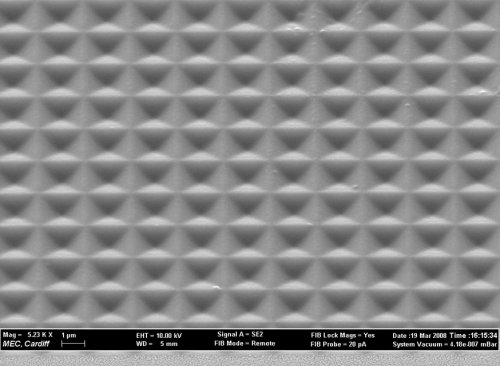 Mag = 5.23 K X 1 µm EHT = 10.00 kV Signal A = SE2 FIB Lock Mags = Yes Date :19 Mar 2008 Time :16:15:34
MEC, Cardiff WD = 5 mm FIB Mode = Remote FIB Probe = 20 pA System Vacuum = 4.18e-007 mBar